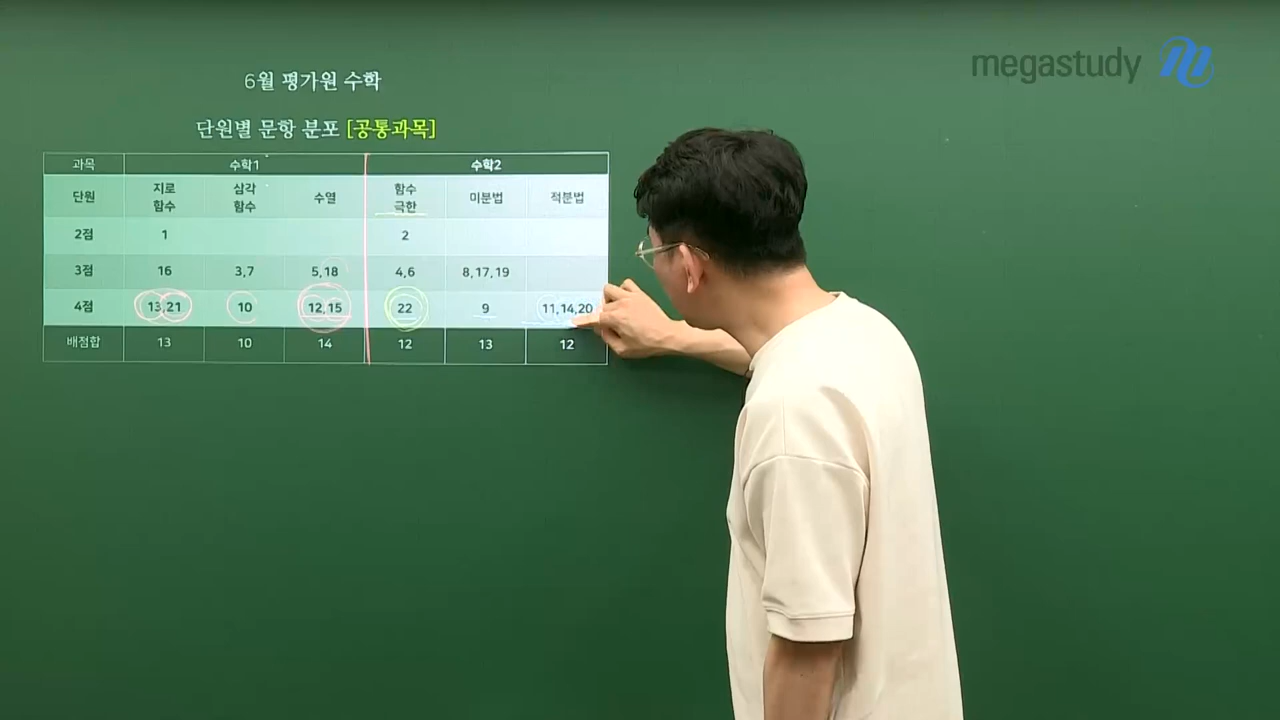 megastudy
6월 평가원 수학
단원별 문항 분포 [공통과목]
과목 수학1 수학2
단원 지로 함수 삼각 함수 수열 함수 극한 미분법 적분법
2점 1 2
3점 16 3,7 5,18 4,6 8,17,19
4점 13,21 10 12,15 22 9 11,14,20
배점합 13 10 14 12 13 12